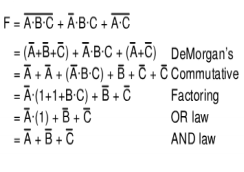 F = A̅·̅B̅·̅C̅ + A̅·B·C + A̅·̅C̅
= (A̅+B̅+C̅) + A̅·B·C + (A̅+C̅) DeMorgan's
= A̅ + A̅ + (A̅·B·C) + B̅ + C̅ + C̅ Commutative
= A̅·(1+1+B·C) + B̅ + C̅ Factoring
= A̅·(1) + B̅ + C̅ OR law
= A̅ + B̅ + C̅ AND law